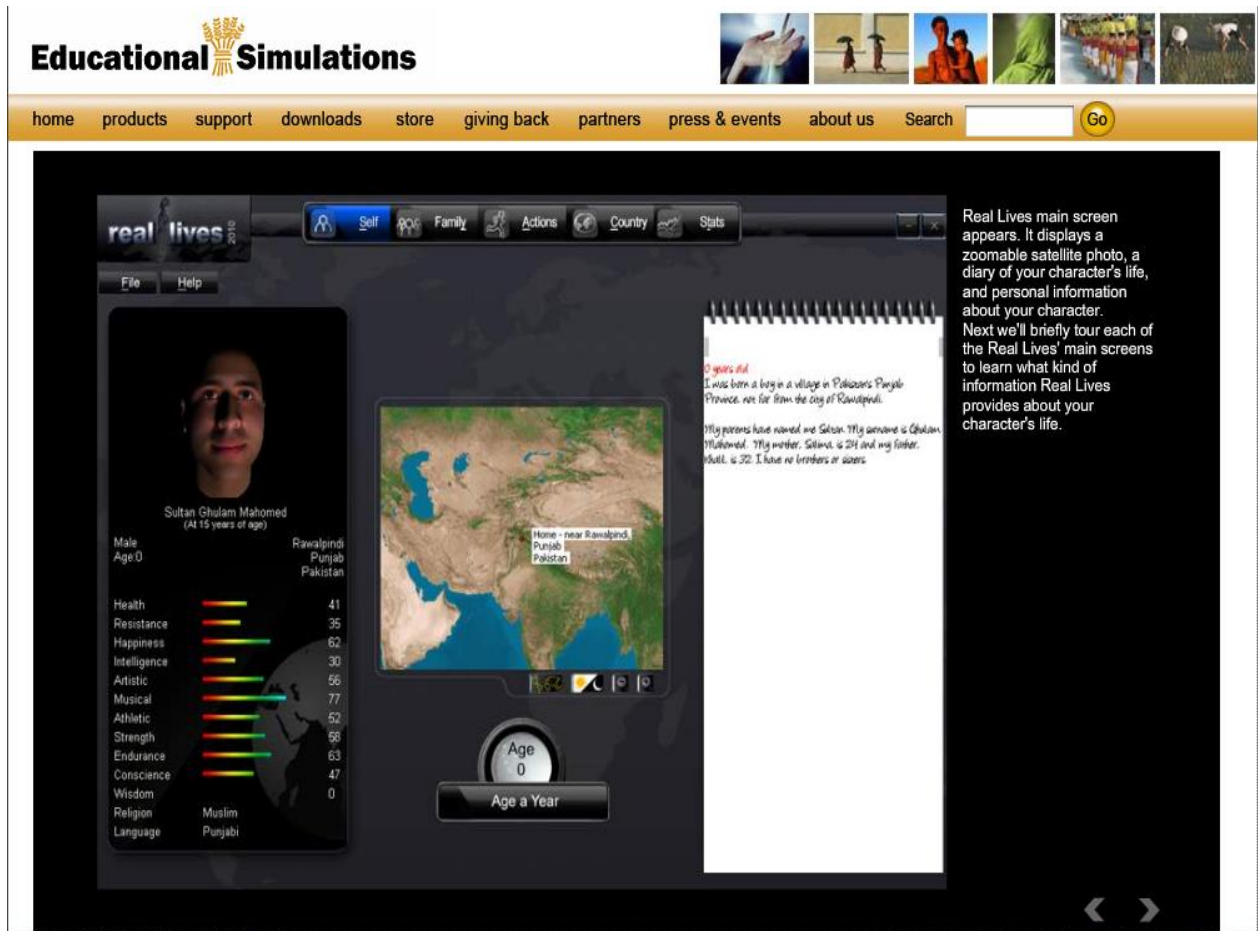 Educational Simulations
home products support downloads store giving back partners press & events about us Search Go
real lives 2010
Self Family Actions Country Stats
File Help
Sultan Ghulam Mahomed
(At 15 years of age)
Male Rawalpindi
Age:0 Punjab
Pakistan
Health 41
Resistance 35
Happiness 62
Intelligence 30
Artistic 56
Musical 77
Athletic 52
Strength 58
Endurance 63
Conscience 47
Wisdom 0
Religion Muslim
Language Punjabi
Home - near Rawalpindi,
Punjab
Pakistan
Age
0
Age a Year
0 years old
I was born a boy in a village in Pakistan's Punjab
Province, not far from the city of Rawalpindi.
My parents have named me Sultan. My surname is Ghulam
Mahomed. My mother, Salima, is 24 and my father,
is 32. I have no brothers or sisters
Real Lives main screen
appears. It displays a
zoomable satellite photo, a
diary of your character's life,
and personal information
about your character.
Next we'll briefly tour each of
the Real Lives' main screens
to learn what kind of
information Real Lives
provides about your
character's life.